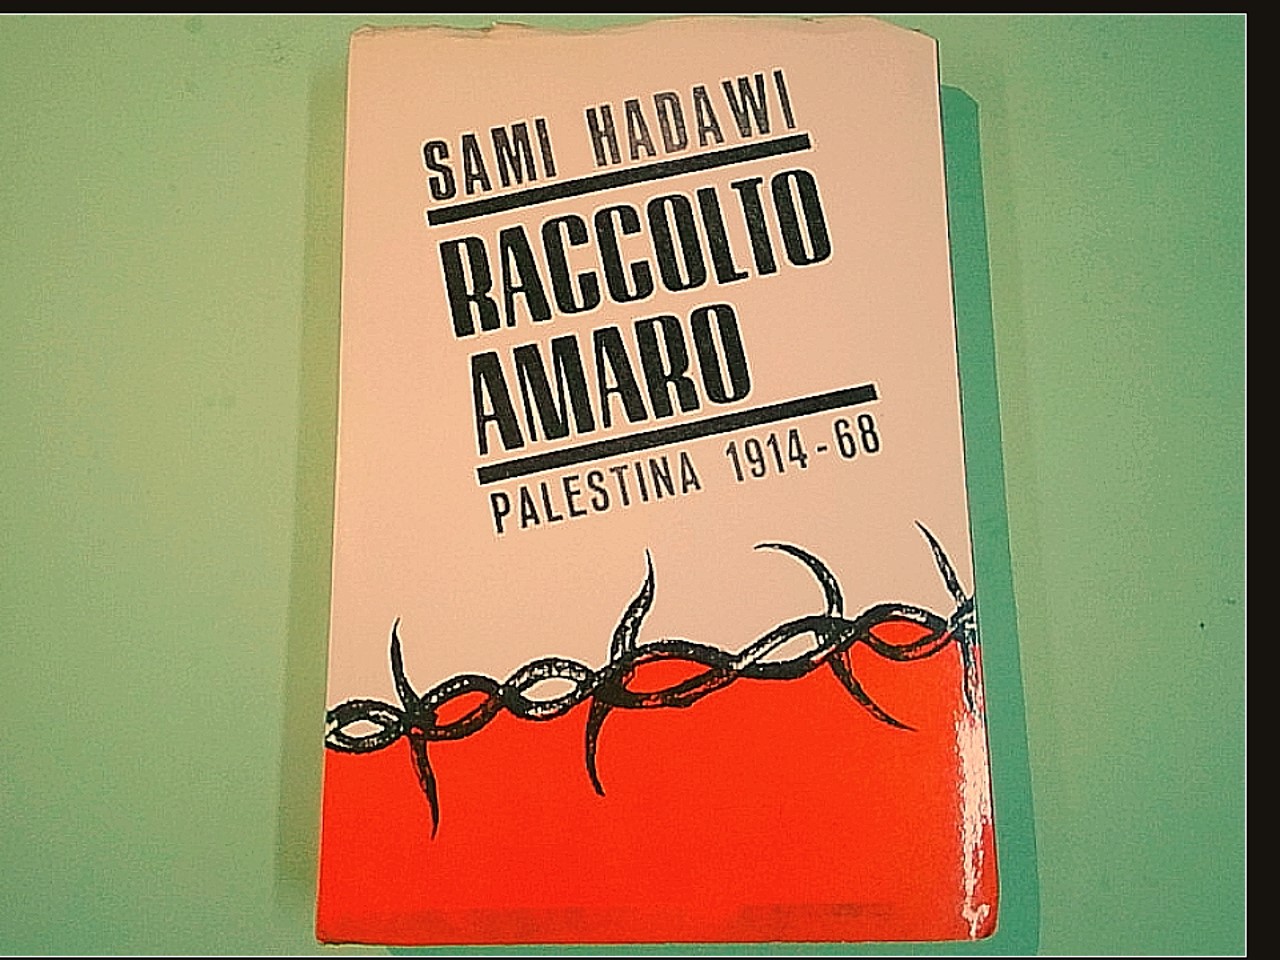 SAMI HADAWI
RACCOLTO
AMARO
PALESTINA 1914-68